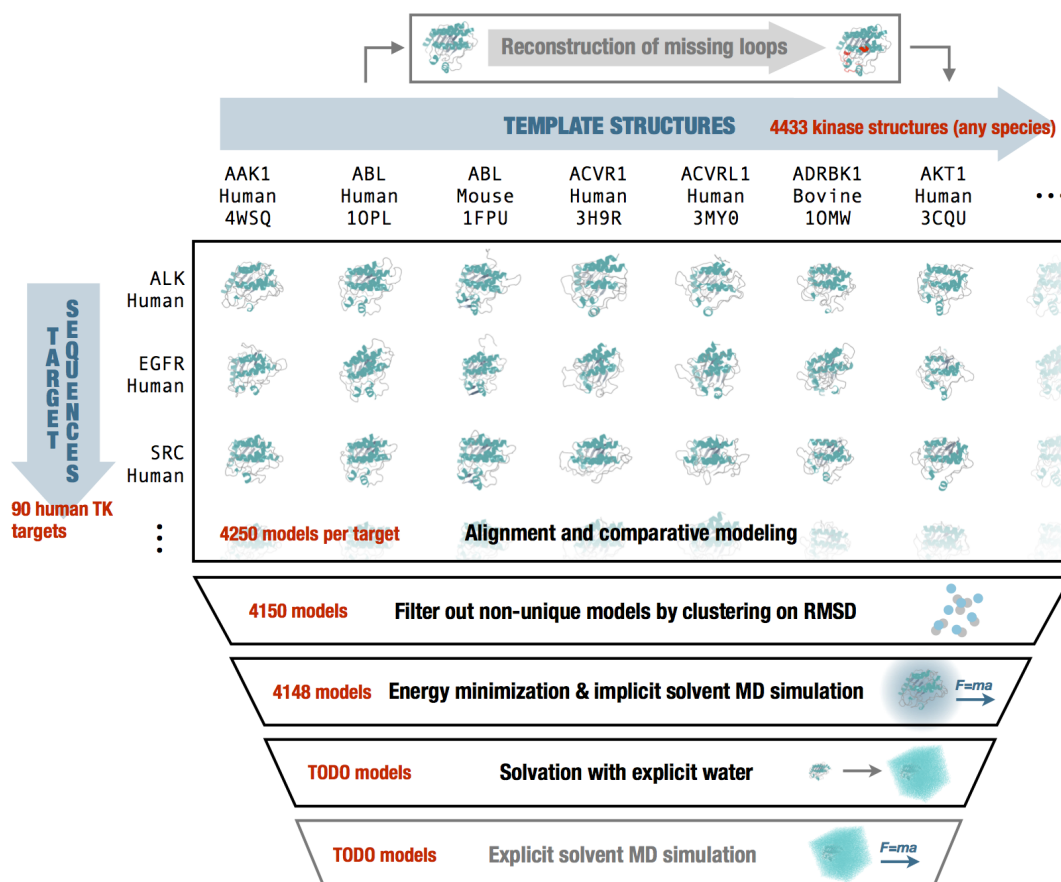 Reconstruction of missing loops
TEMPLATE STRUCTURES 4433 kinase structures (any species)
AAK1 ABL ABL ACVR1 ACVRL1 ADRBK1 AKT1
Human Human Mouse Human Human Bovine Human
4WSQ 1OPL 1FPU 3H9R 3MY0 1OMW 3CQU
...
TARGET
SEQUENCES
90 human TK
targets
ALK
Human
EGFR
Human
SRC
Human
...
4250 models per target Alignment and comparative modeling
4150 models Filter out non-unique models by clustering on RMSD
4148 models Energy minimization & implicit solvent MD simulation F=ma
TODO models Solvation with explicit water
TODO models Explicit solvent MD simulation F=ma